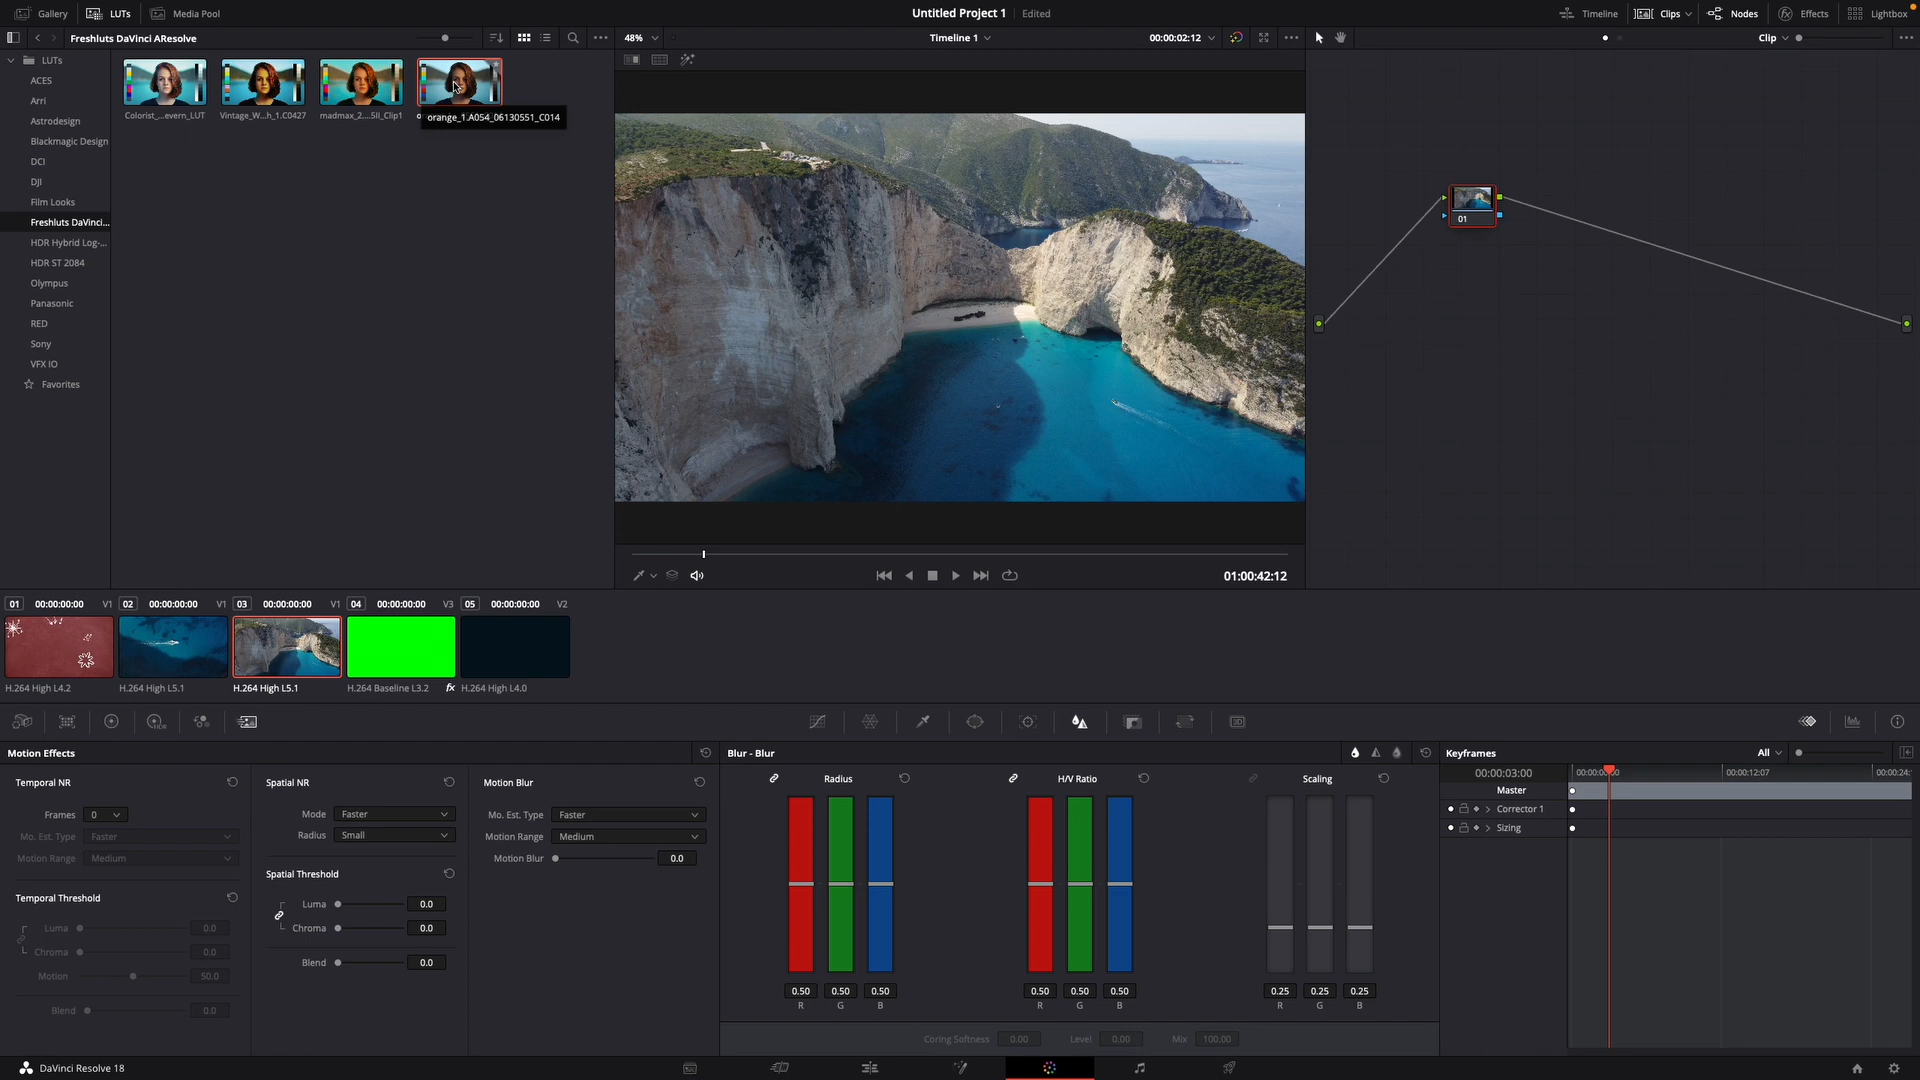 Gallery LUTs Media Pool Untitled Project 1 Edited Timeline Clips Nodes Effects Lightbox
Freshluts DaVinci AResolve 48% Timeline 1 00:00:02:12 Clip
LUTs
ACES
Arri
Astrodesign
Blackmagic Design
DCI
DJI
Film Looks
Freshluts DaVinci...
HDR Hybrid Log-...
HDR ST 2084
Olympus
Panasonic
RED
Sony
VFX IO
Favorites
Colorist_...evern_LUT Vintage_W...h_1.C0427 madmax_2....5II_Clip1
orange_1.A054_06130551_C014
01
01:00:42:12
01 00:00:00:00 V1 02 00:00:00:00 V1 03 00:00:00:00 V1 04 00:00:00:00 V3 05 00:00:00:00 V2
H.264 High L4.2 H.264 High L5.1 H.264 High L5.1 H.264 Baseline L3.2 fx H.264 High L4.0
HDR 3D
Motion Effects
Temporal NR
Frames 0
Mo. Est. Type Faster
Motion Range Medium
Temporal Threshold
Luma 0.0
Chroma 0.0
Motion 50.0
Blend 0.0
Spatial NR
Mode Faster
Radius Small
Spatial Threshold
Luma 0.0
Chroma 0.0
Blend 0.0
Motion Blur
Mo. Est. Type Faster
Motion Range Medium
Motion Blur 0.0
Blur - Blur
Radius H/V Ratio Scaling
0.50 0.50 0.50 0.50 0.50 0.50 0.25 0.25 0.25
R G B R G B R G B
Coring Softness 0.00 Level 0.00 Mix 100.00
Keyframes All
00:00:03:00 00:00:12:07
Master
Corrector 1
Sizing
DaVinci Resolve 18